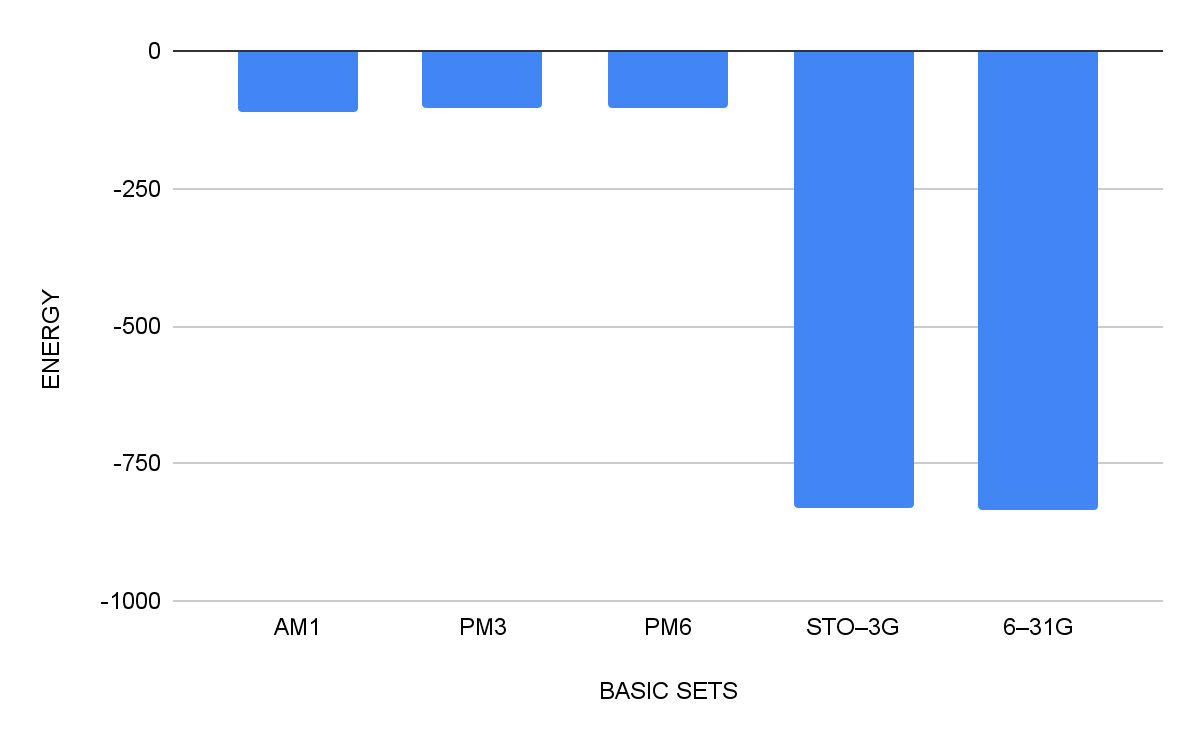 0
-250
-500
-750
-1000
ENERGY
AM1
PM3
PM6
STO–3G
6–31G
BASIC SETS